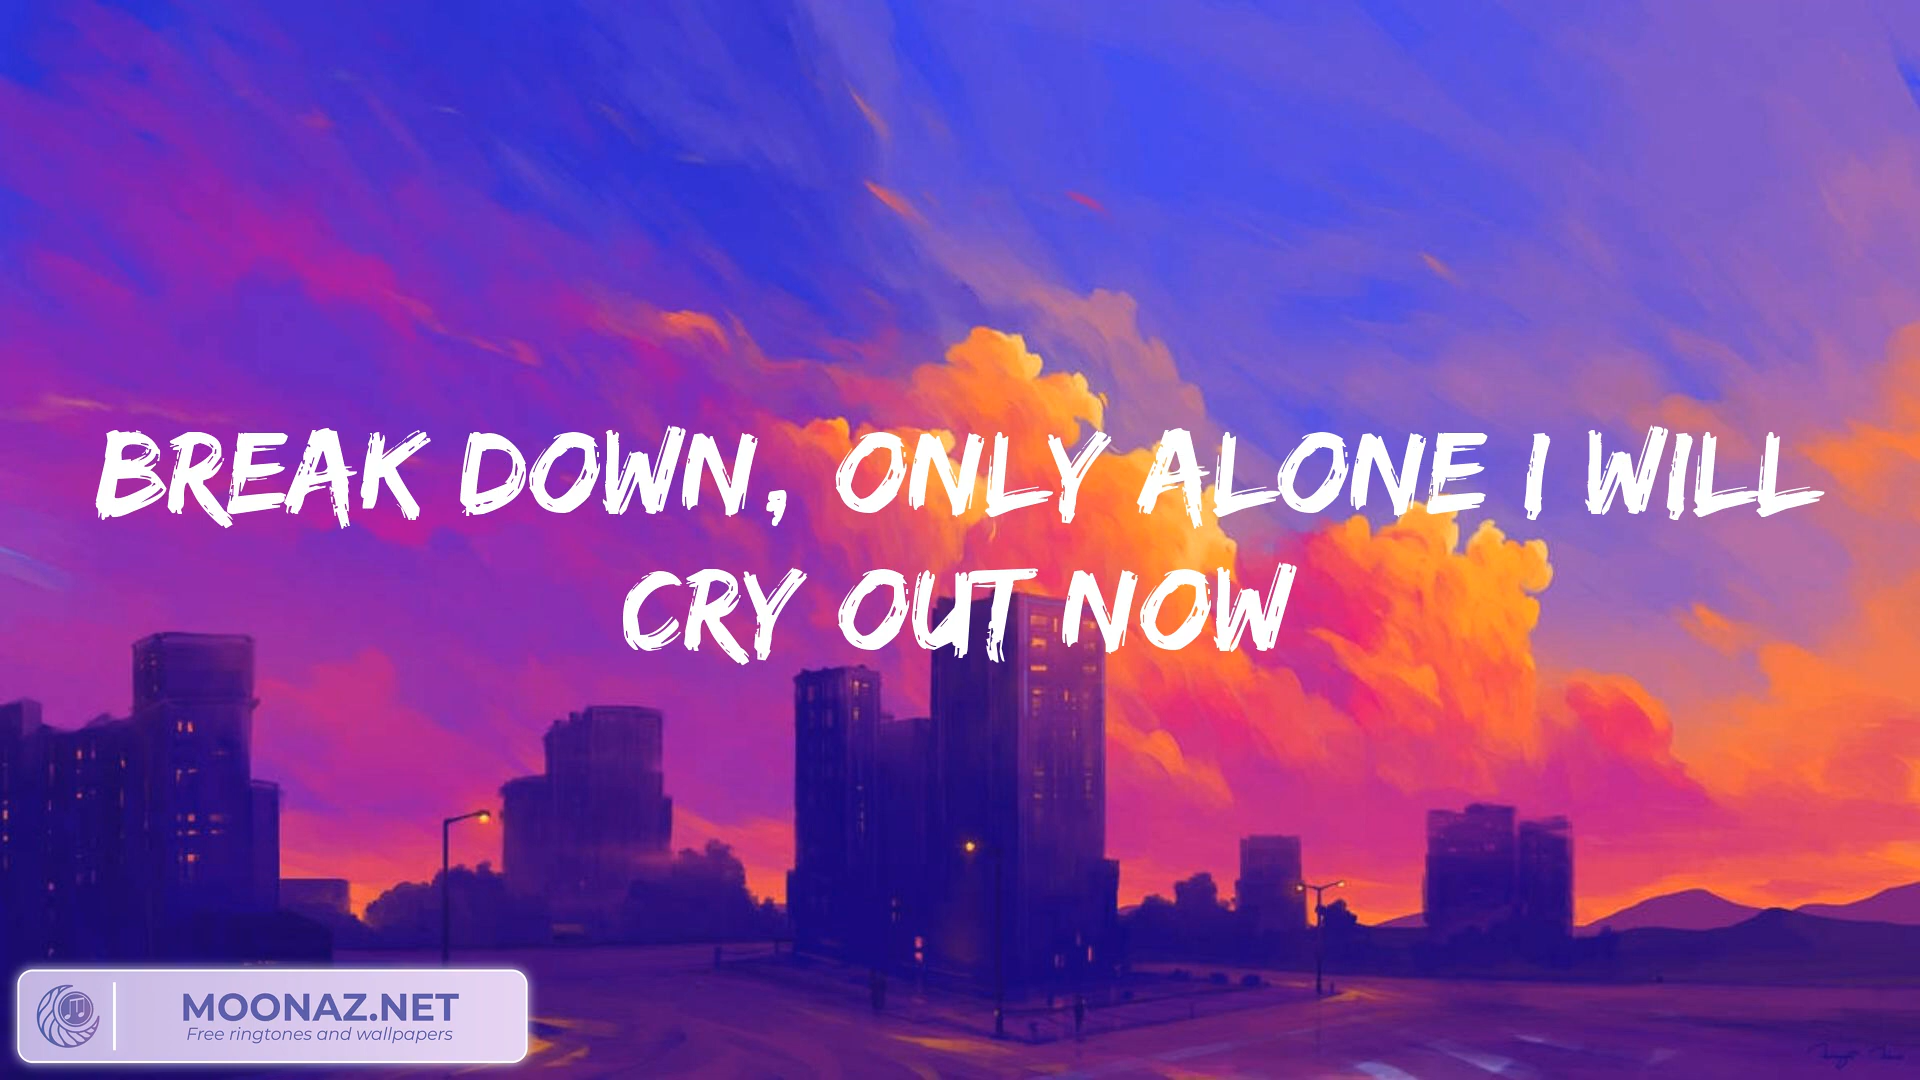 BREAK DOWN, ONLY ALONE I WILL
CRY OUT NOW
MOONAZ.NET
Free ringtones and wallpapers